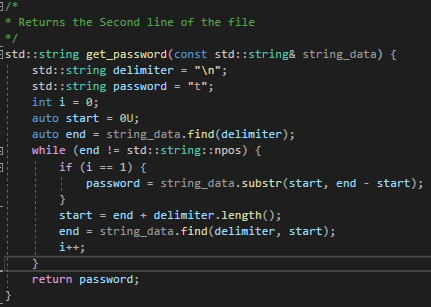 /*
* Returns the Second line of the file
*/
std::string get_password(const std::string& string_data) {
    std::string delimiter = "\n";
    std::string password = "t";
    int i = 0;
    auto start = 0U;
    auto end = string_data.find(delimiter);
    while (end != std::string::npos) {
        if (i == 1) {
            password = string_data.substr(start, end - start);
        }
        start = end + delimiter.length();
        end = string_data.find(delimiter, start);
        i++;
    }
    return password;
}